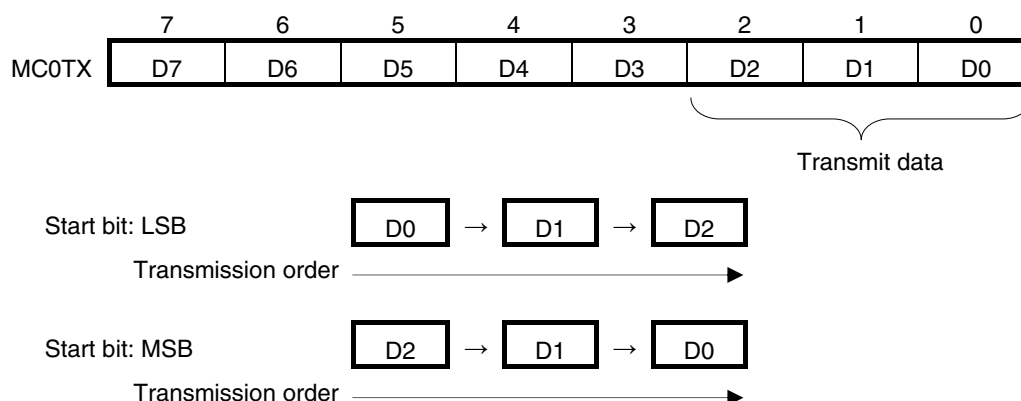 7 6 5 4 3 2 1 0
MC0TX D7 D6 D5 D4 D3 D2 D1 D0
Transmit data
Start bit: LSB D0 → D1 → D2
Transmission order
Start bit: MSB D2 → D1 → D0
Transmission order